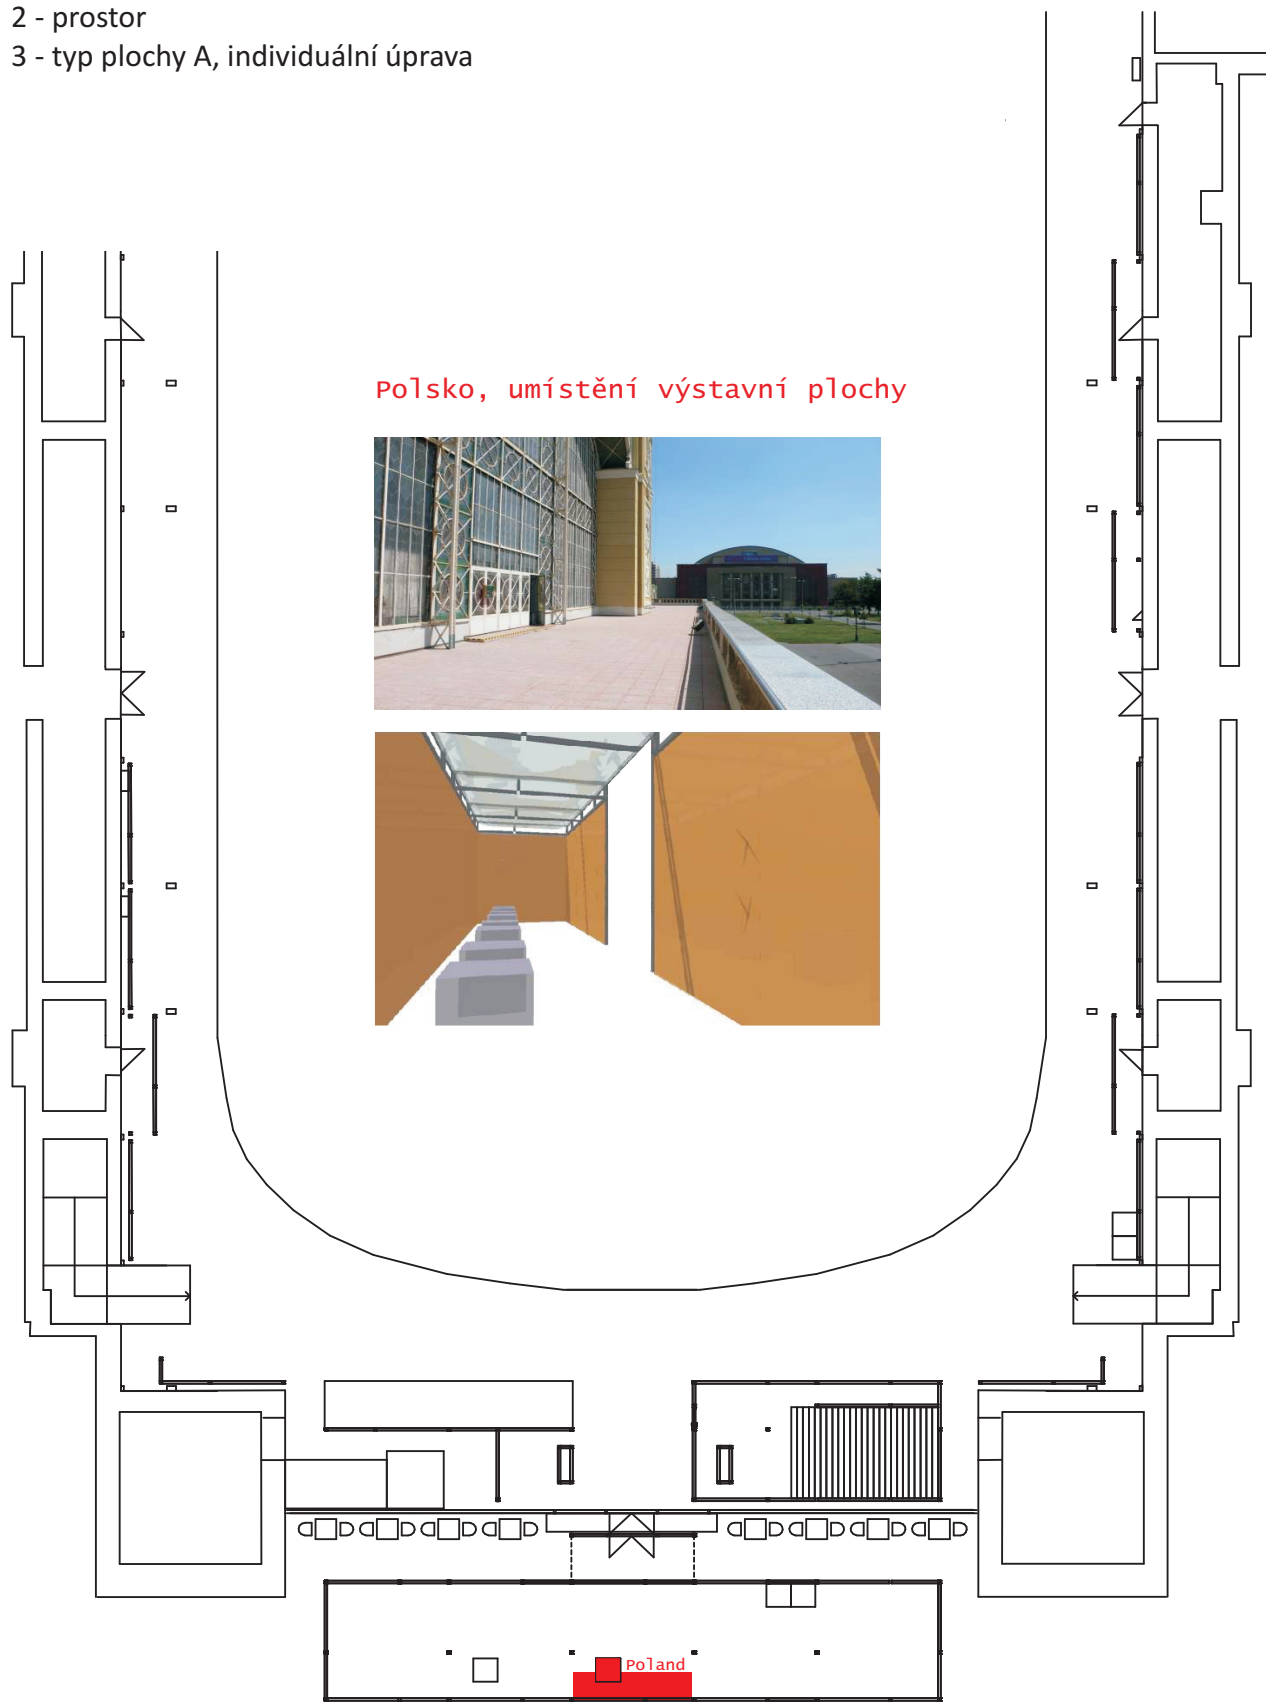 2 - prostor
3 - typ plochy A, individuální úprava
Polsko, umístění výstavní plochy
Poland